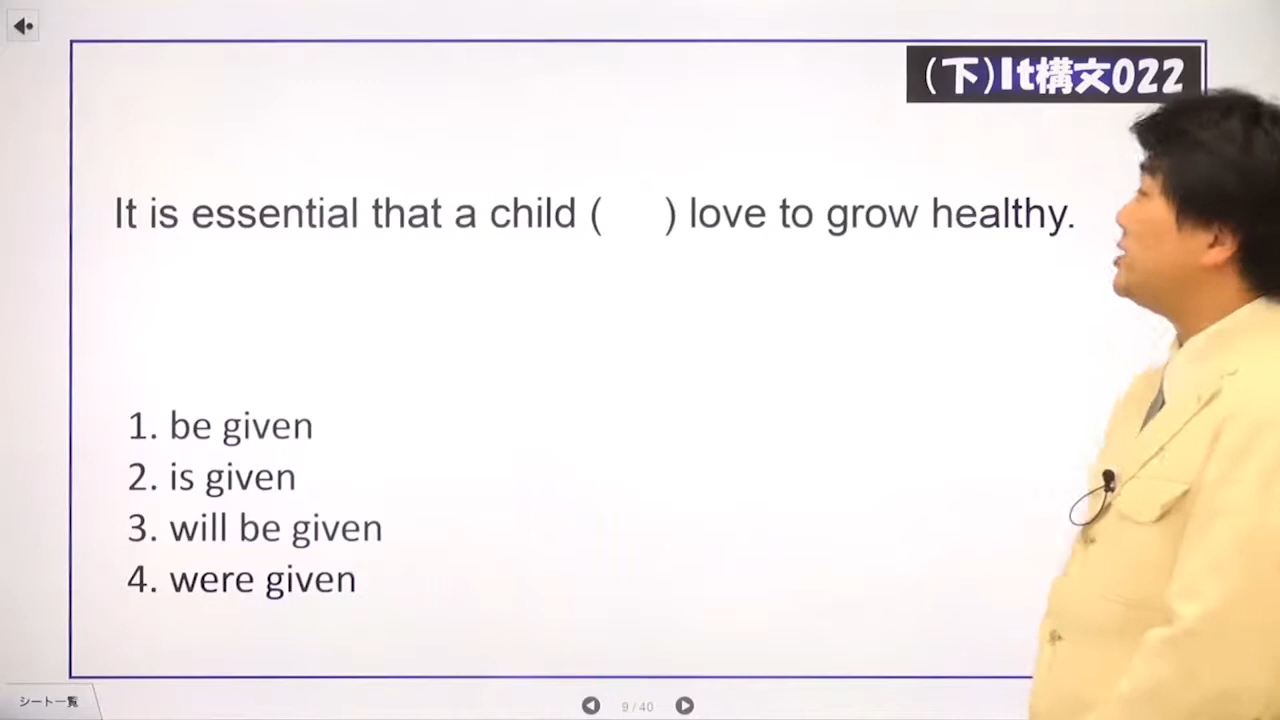 (下)It構文022
It is essential that a child ( ) love to grow healthy.
1. be given
2. is given
3. will be given
4. were given
シート一覧
9 / 40